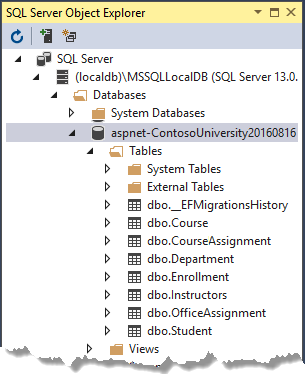 SQL Server Object Explorer
SQL Server
(localdb)\MSSQLLocalDB (SQL Server 13.0.
Databases
System Databases
aspnet-ContosoUniversity20160816
Tables
System Tables
External Tables
dbo.__EFMigrationsHistory
dbo.Course
dbo.CourseAssignment
dbo.Department
dbo.Enrollment
dbo.Instructors
dbo.OfficeAssignment
dbo.Student
Views